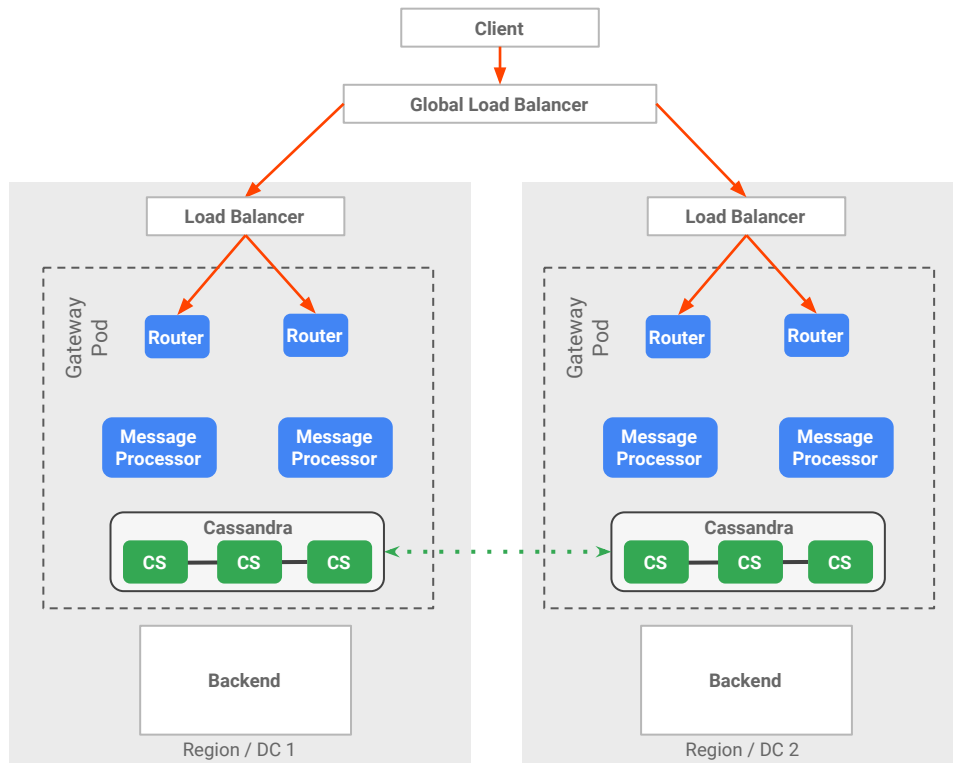 Client
Global Load Balancer
Load Balancer
Gateway
Pod
Router
Router
Message
Processor
Message
Processor
Cassandra
CS
CS
CS
Backend
Region / DC 1
Load Balancer
Gateway
Pod
Router
Router
Message
Processor
Message
Processor
Cassandra
CS
CS
CS
Backend
Region / DC 2